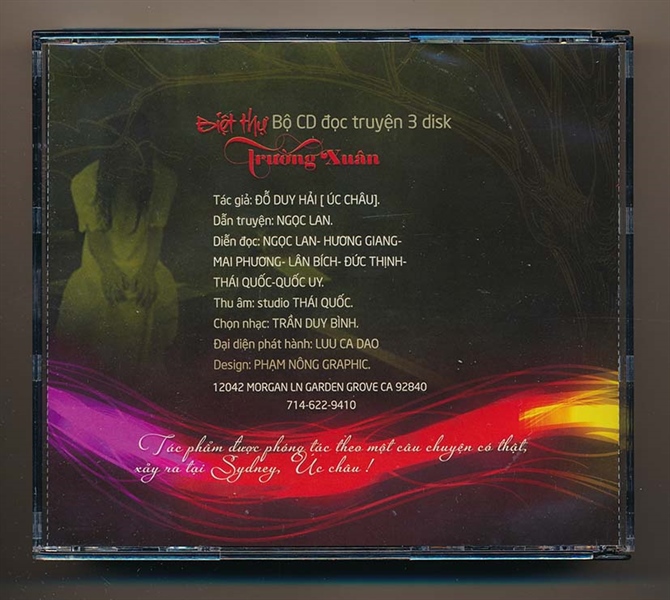 Biệt thự Bộ CD đọc truyện 3 disk
Trường Xuân
Tác giả: ĐỖ DUY HẢI [ ÚC CHÂU].
Dẫn truyện: NGỌC LAN.
Diễn đọc: NGỌC LAN- HƯƠNG GIANG-
MAI PHƯƠNG- LÂN BÍCH- ĐỨC THỊNH-
THÁI QUỐC-QUỐC UY.
Thu âm: studio THÁI QUỐC.
Chọn nhạc: TRẦN DUY BÌNH.
Đại diện phát hành: LUU CA DAO
Design: PHẠM NÔNG GRAPHIC.
12042 MORGAN LN GARDEN GROVE CA 92840
714-622-9410
Tác phẩm được phóng tác theo một câu chuyện có thật,
xảy ra tại Sydney, Úc châu !